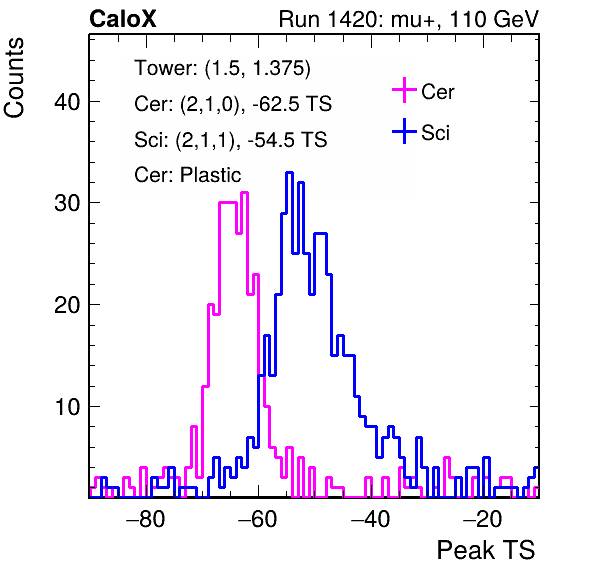 CaloX Run 1420: mu+, 110 GeV
Counts
Tower: (1.5, 1.375)
Cer: (2,1,0), -62.5 TS
Sci: (2,1,1), -54.5 TS
Cer: Plastic
Cer
Sci
40
30
20
10
−80 −60 −40 −20
Peak TS